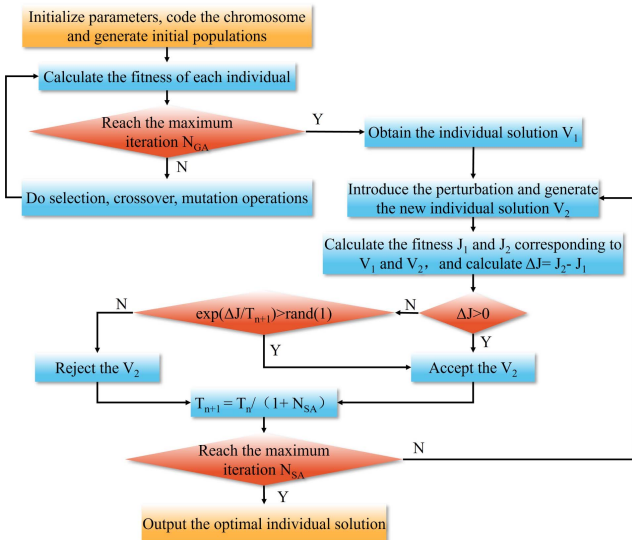 Initialize parameters, code the chromosome
and generate initial populations
Calculate the fitness of each individual
Reach the maximum
iteration N_GA
Y
N
Do selection, crossover, mutation operations
Obtain the individual solution V₁
Introduce the perturbation and generate
the new individual solution V₂
Calculate the fitness J₁ and J₂ corresponding to
V₁ and V₂, and calculate ΔJ= J₂- J₁
ΔJ>0
N
Y
exp(ΔJ/Tₙ₊₁)>rand(1)
N
Y
Reject the V₂
Accept the V₂
Tₙ₊₁ = Tₙ/（1+ N_SA）
Reach the maximum
iteration N_SA
N
Y
Output the optimal individual solution